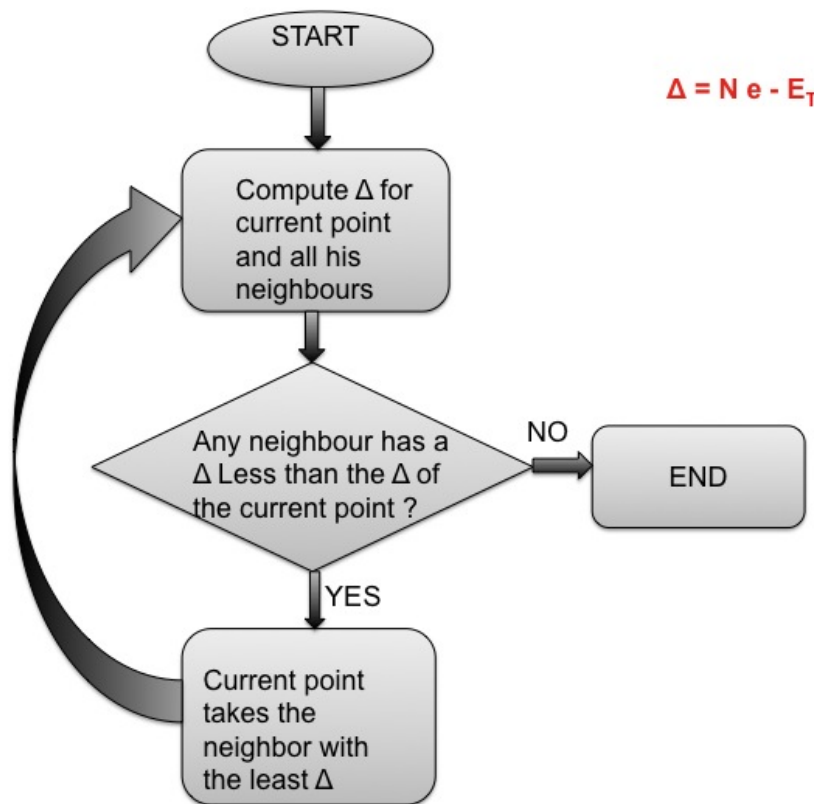 START
Δ = N e - E_T
Compute Δ for
current point
and all his
neighbours
Any neighbour has a
Δ Less than the Δ of
the current point ?
NO
END
YES
Current point
takes the
neighbor with
the least Δ